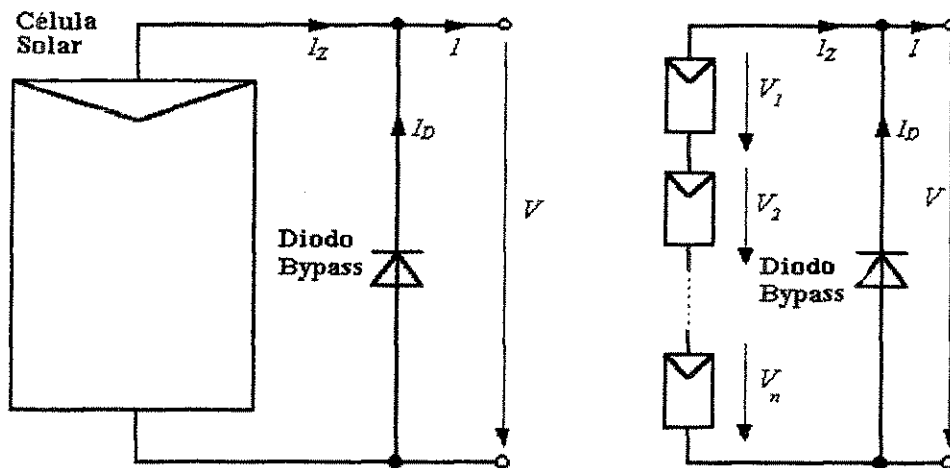 Célula
Solar
I_Z
I
I_D
V
Diodo
Bypass
I_Z
I
V_1
I_D
V_2
V
Diodo
Bypass
V_n